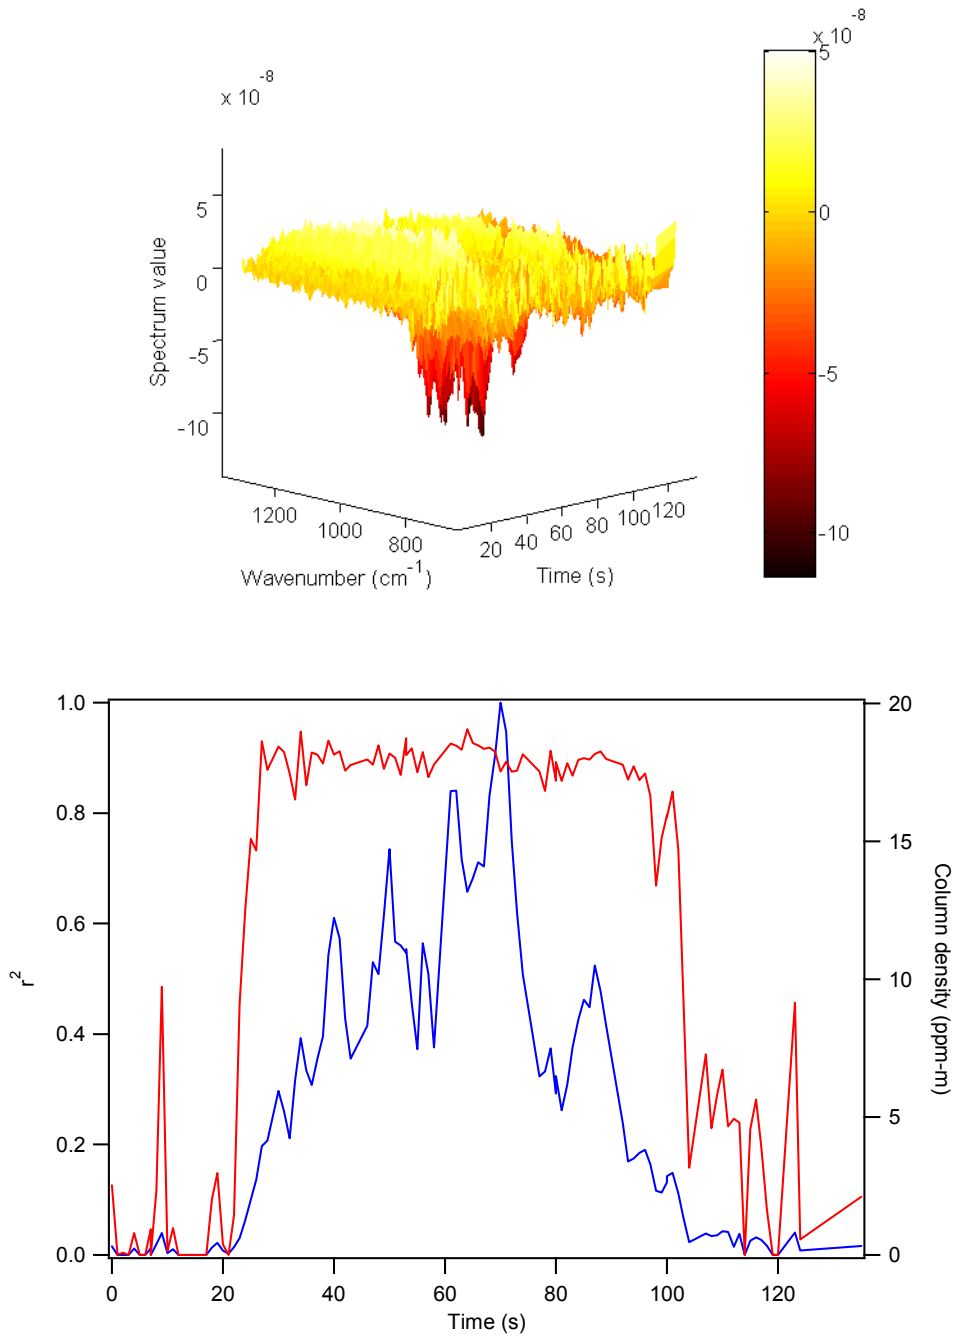 x 10^-8
x 10^-8
5
0
-5
-10
Spectrum value
5
0
-5
-10
1200
1000
800
20 40 60 80 100 120
Wavenumber (cm^-1)
Time (s)
1.0
0.8
0.6
0.4
0.2
0.0
r^2
20
15
10
5
0
Column density (ppm-m)
0 20 40 60 80 100 120
Time (s)